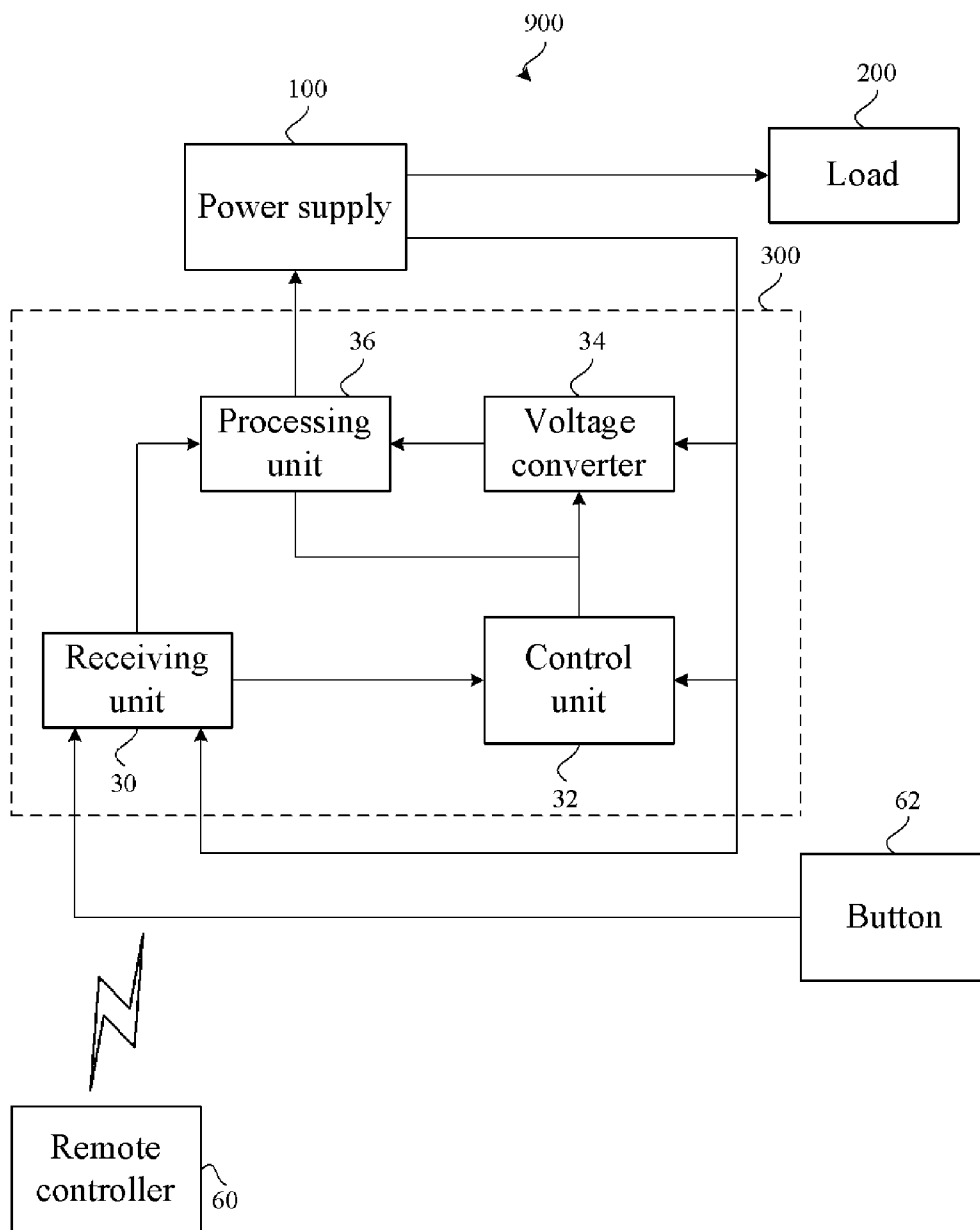 900
100
200
Power supply
Load
300
36
34
Processing
unit
Voltage
converter
Receiving
unit
Control
unit
30
32
62
Button
Remote
controller
60